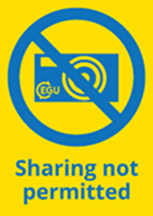 EGU
Sharing not
permitted